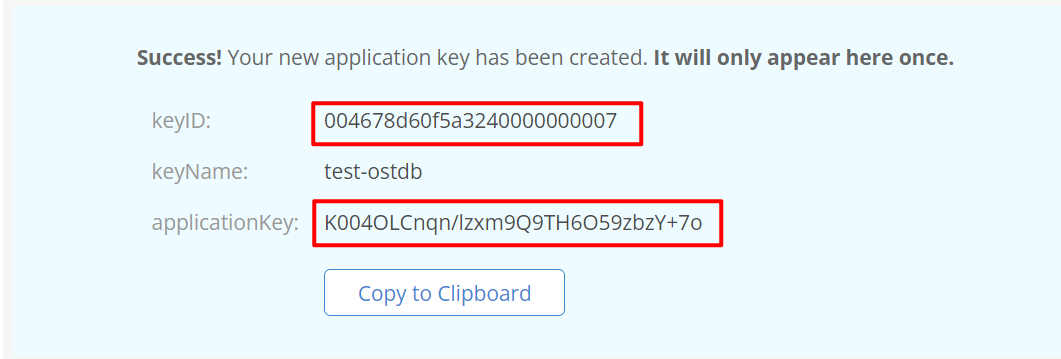 Success! Your new application key has been created. It will only appear here once.
keyID: 004678d60f5a3240000000007
keyName: test-ostdb
applicationKey: K004OLCnqn/lzxm9Q9TH6O59zbzY+7o
Copy to Clipboard